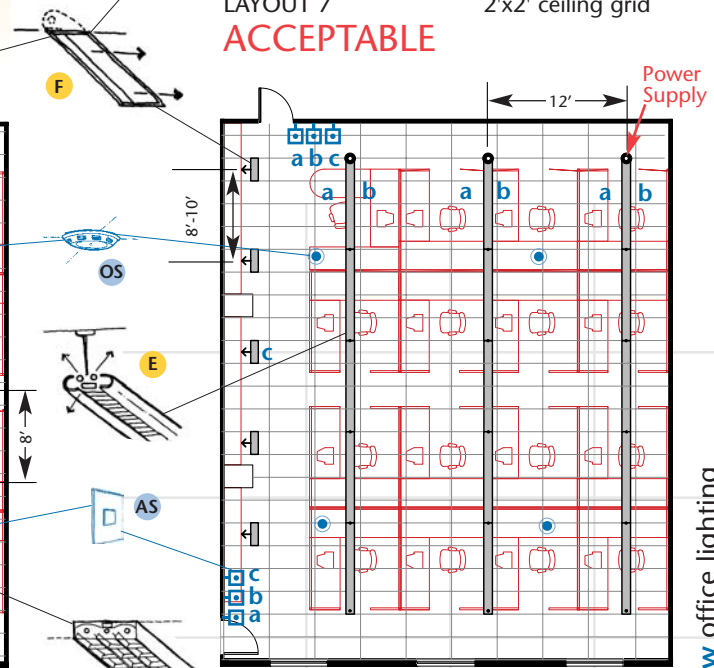 LAYOUT 7
2'x2' ceiling grid
ACCEPTABLE
Power
Supply
12'
F
a b c
a b
a b
a b
8'-10'
OS
E
c
8'
AS
c
b
a
w office lighting